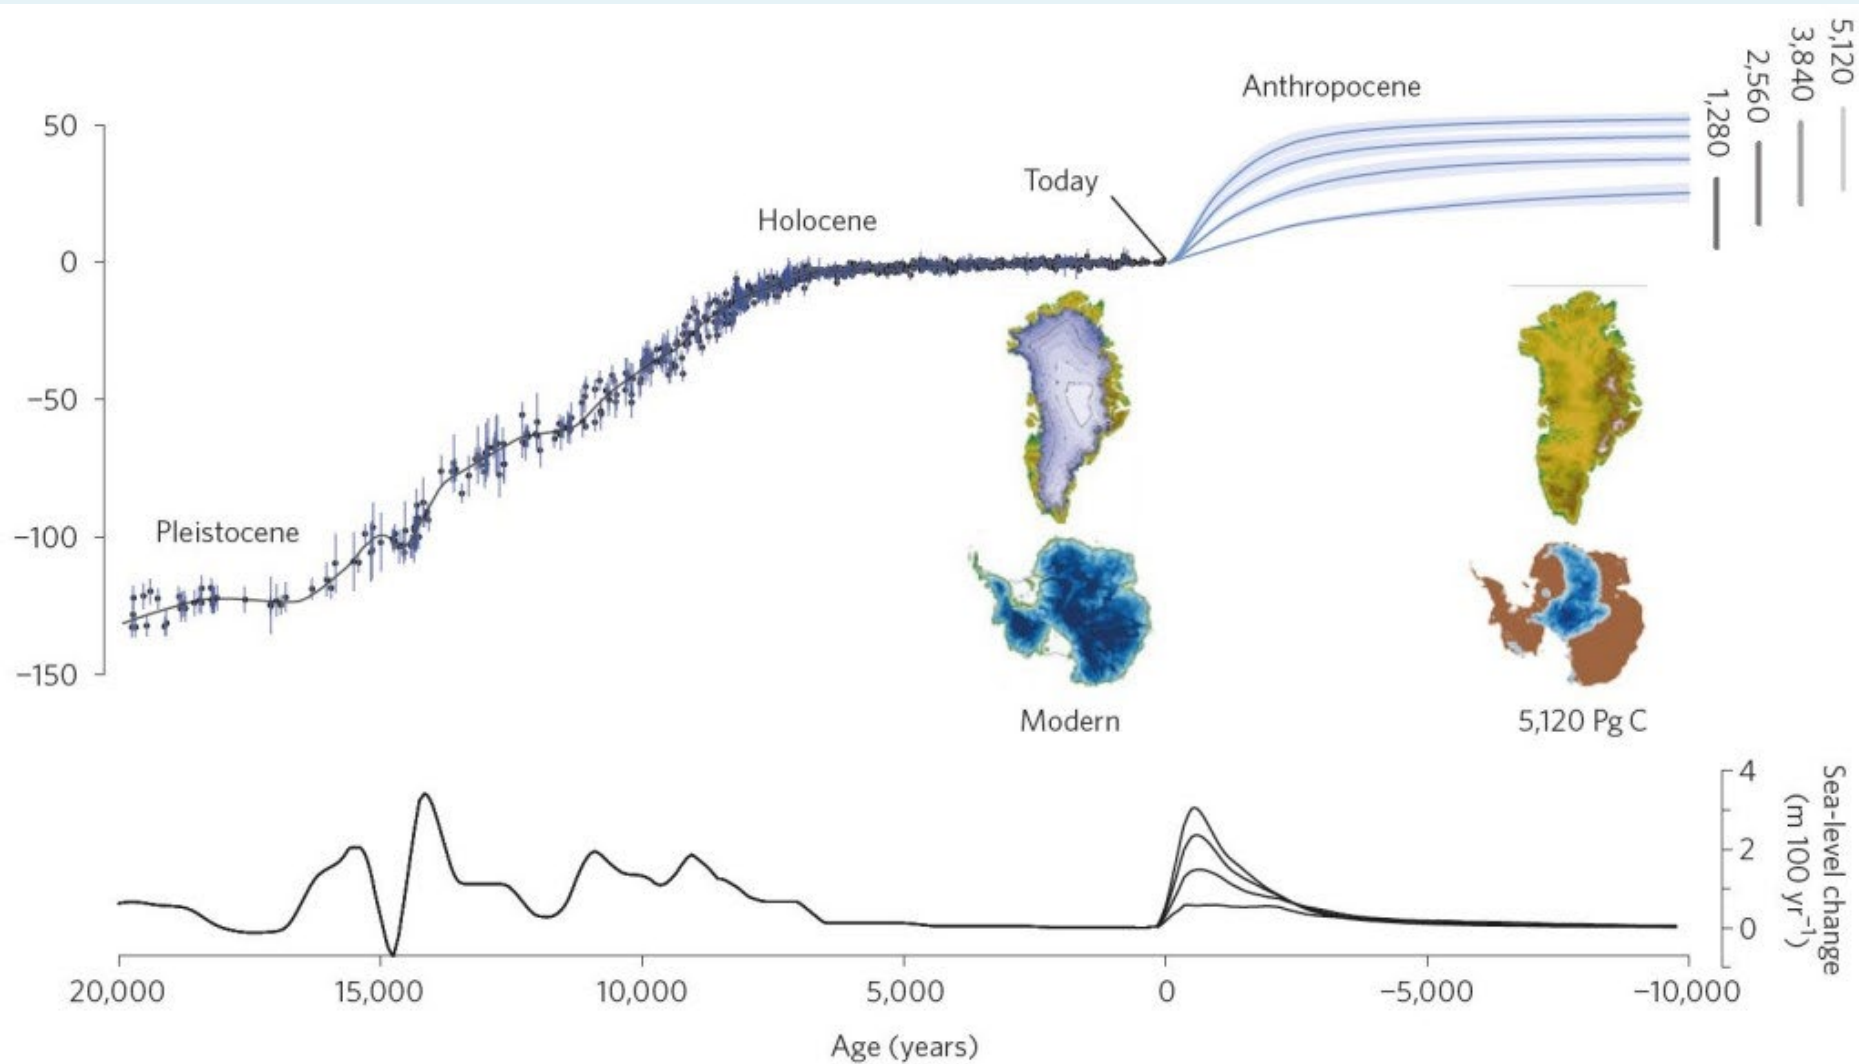 5,120
3,840
2,560
1,280
Anthropocene
50
Today
Holocene
0
−50
Pleistocene
−100
−150
Modern
5,120 Pg C
4
2
0
Sea-level change
(m 100 yr⁻¹)
20,000
15,000
10,000
5,000
0
−5,000
−10,000
Age (years)